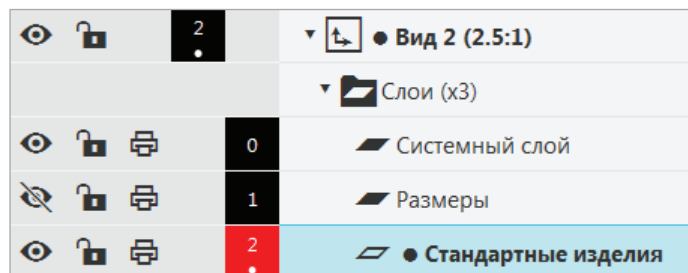 2 Вид 2 (2.5:1)
Слои (x3)
0 Системный слой
1 Размеры
2 Стандартные изделия